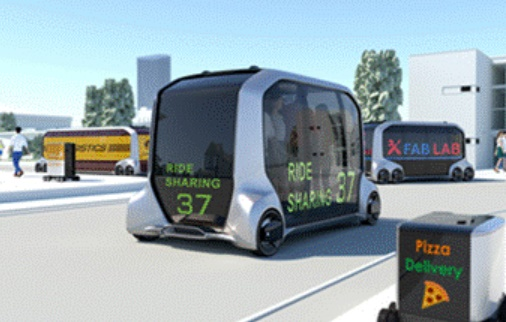 RIDE
SHARING
37
RIDE
SHARING 37
FAB LAB
Pizza
Delivery